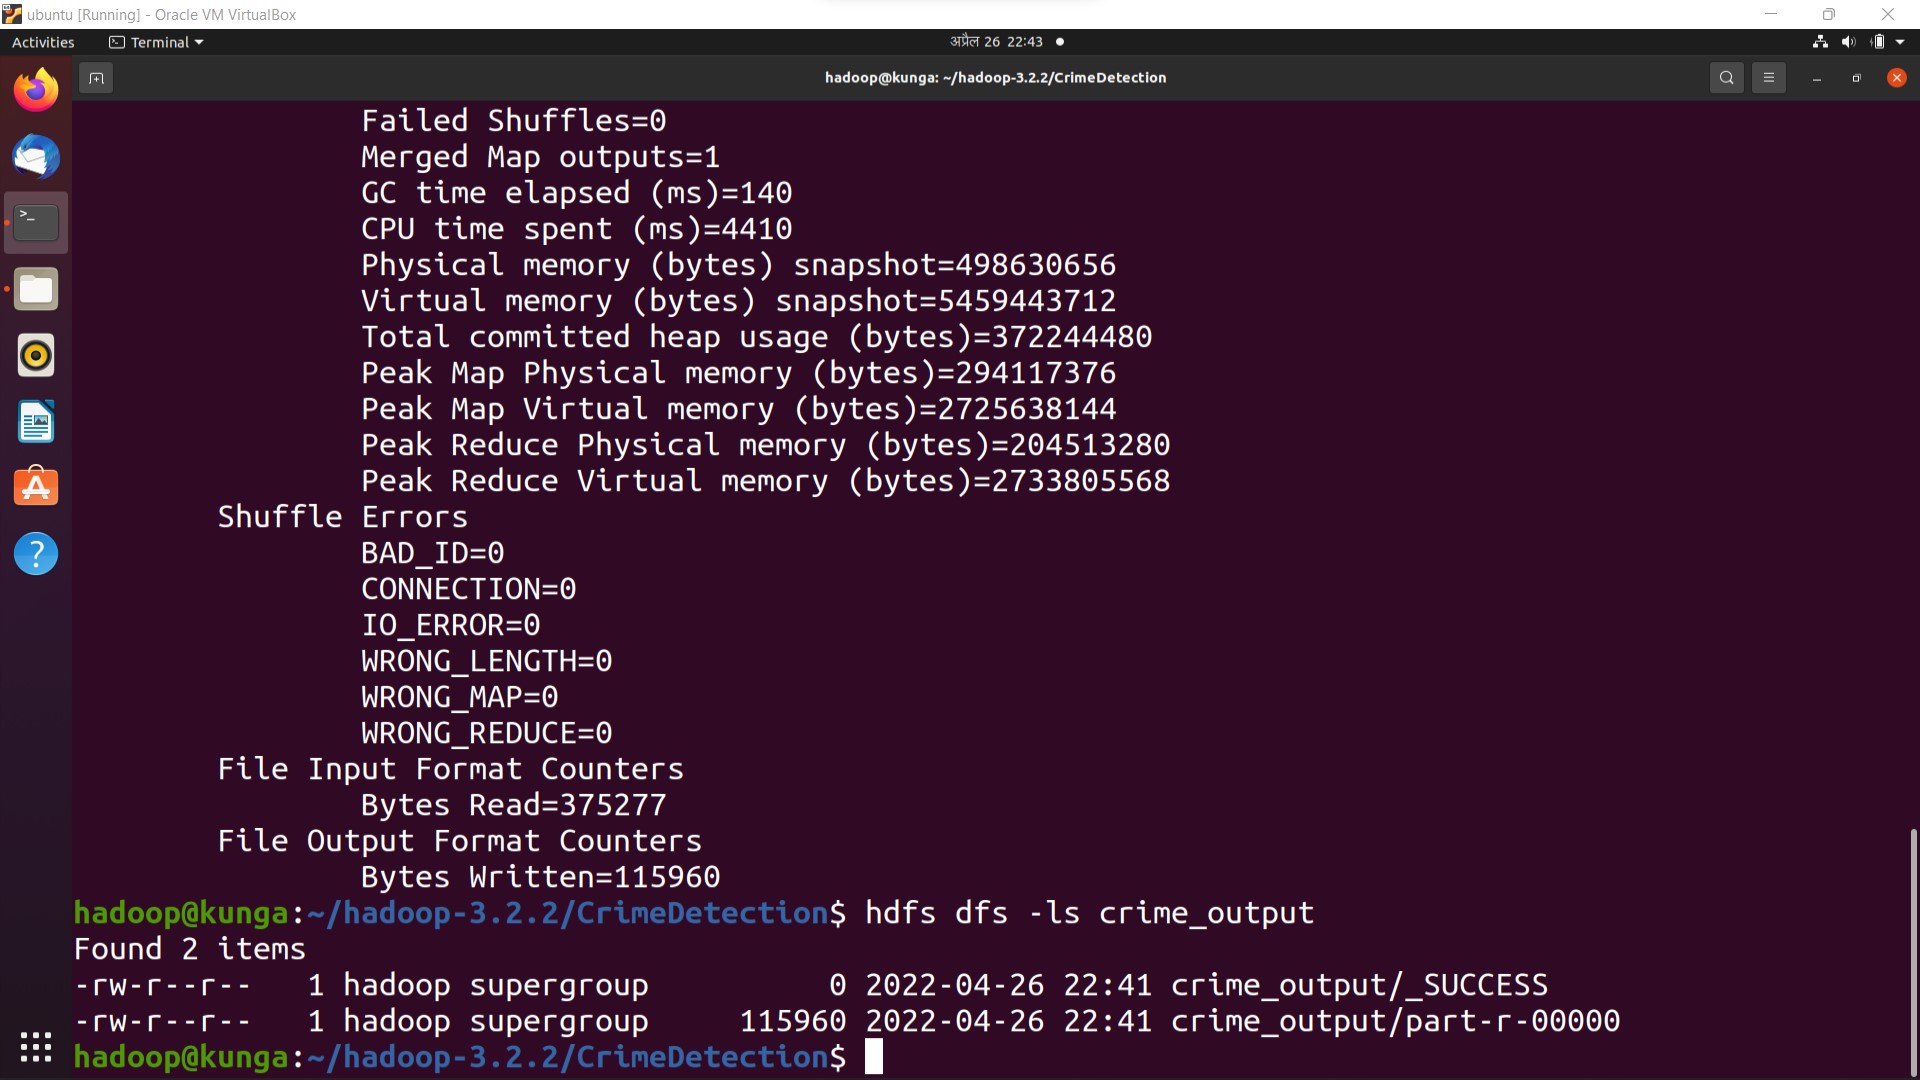 ubuntu [Running] - Oracle VM VirtualBox
Activities Terminal अप्रैल 26 22:43
hadoop@kunga: ~/hadoop-3.2.2/CrimeDetection
Failed Shuffles=0
Merged Map outputs=1
GC time elapsed (ms)=140
CPU time spent (ms)=4410
Physical memory (bytes) snapshot=498630656
Virtual memory (bytes) snapshot=5459443712
Total committed heap usage (bytes)=372244480
Peak Map Physical memory (bytes)=294117376
Peak Map Virtual memory (bytes)=2725638144
Peak Reduce Physical memory (bytes)=204513280
Peak Reduce Virtual memory (bytes)=2733805568
Shuffle Errors
BAD_ID=0
CONNECTION=0
IO_ERROR=0
WRONG_LENGTH=0
WRONG_MAP=0
WRONG_REDUCE=0
File Input Format Counters
Bytes Read=375277
File Output Format Counters
Bytes Written=115960
hadoop@kunga:~/hadoop-3.2.2/CrimeDetection$ hdfs dfs -ls crime_output
Found 2 items
-rw-r--r--   1 hadoop supergroup          0 2022-04-26 22:41 crime_output/_SUCCESS
-rw-r--r--   1 hadoop supergroup     115960 2022-04-26 22:41 crime_output/part-r-00000
hadoop@kunga:~/hadoop-3.2.2/CrimeDetection$